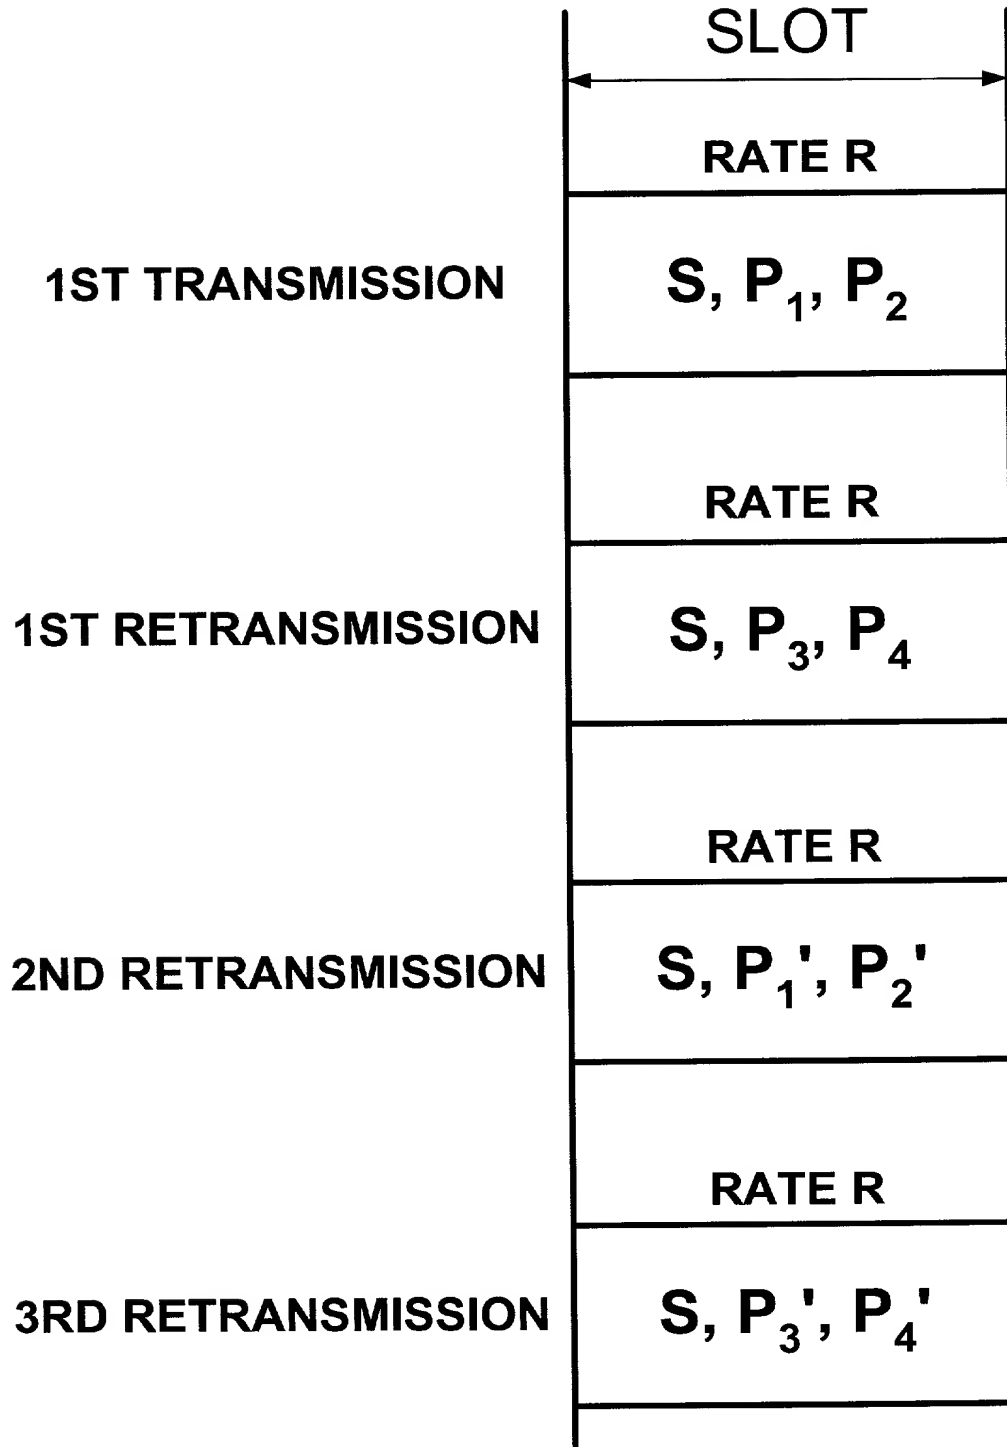 SLOT
RATE R
1ST TRANSMISSION S, P₁, P₂
RATE R
1ST RETRANSMISSION S, P₃, P₄
RATE R
2ND RETRANSMISSION S, P₁', P₂'
RATE R
3RD RETRANSMISSION S, P₃', P₄'